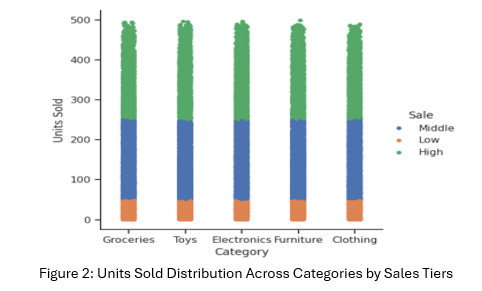 500
400
300
200
100
0
Units Sold
Groceries Toys Electronics Furniture Clothing
Category
Sale
Middle
Low
High
Figure 2: Units Sold Distribution Across Categories by Sales Tiers